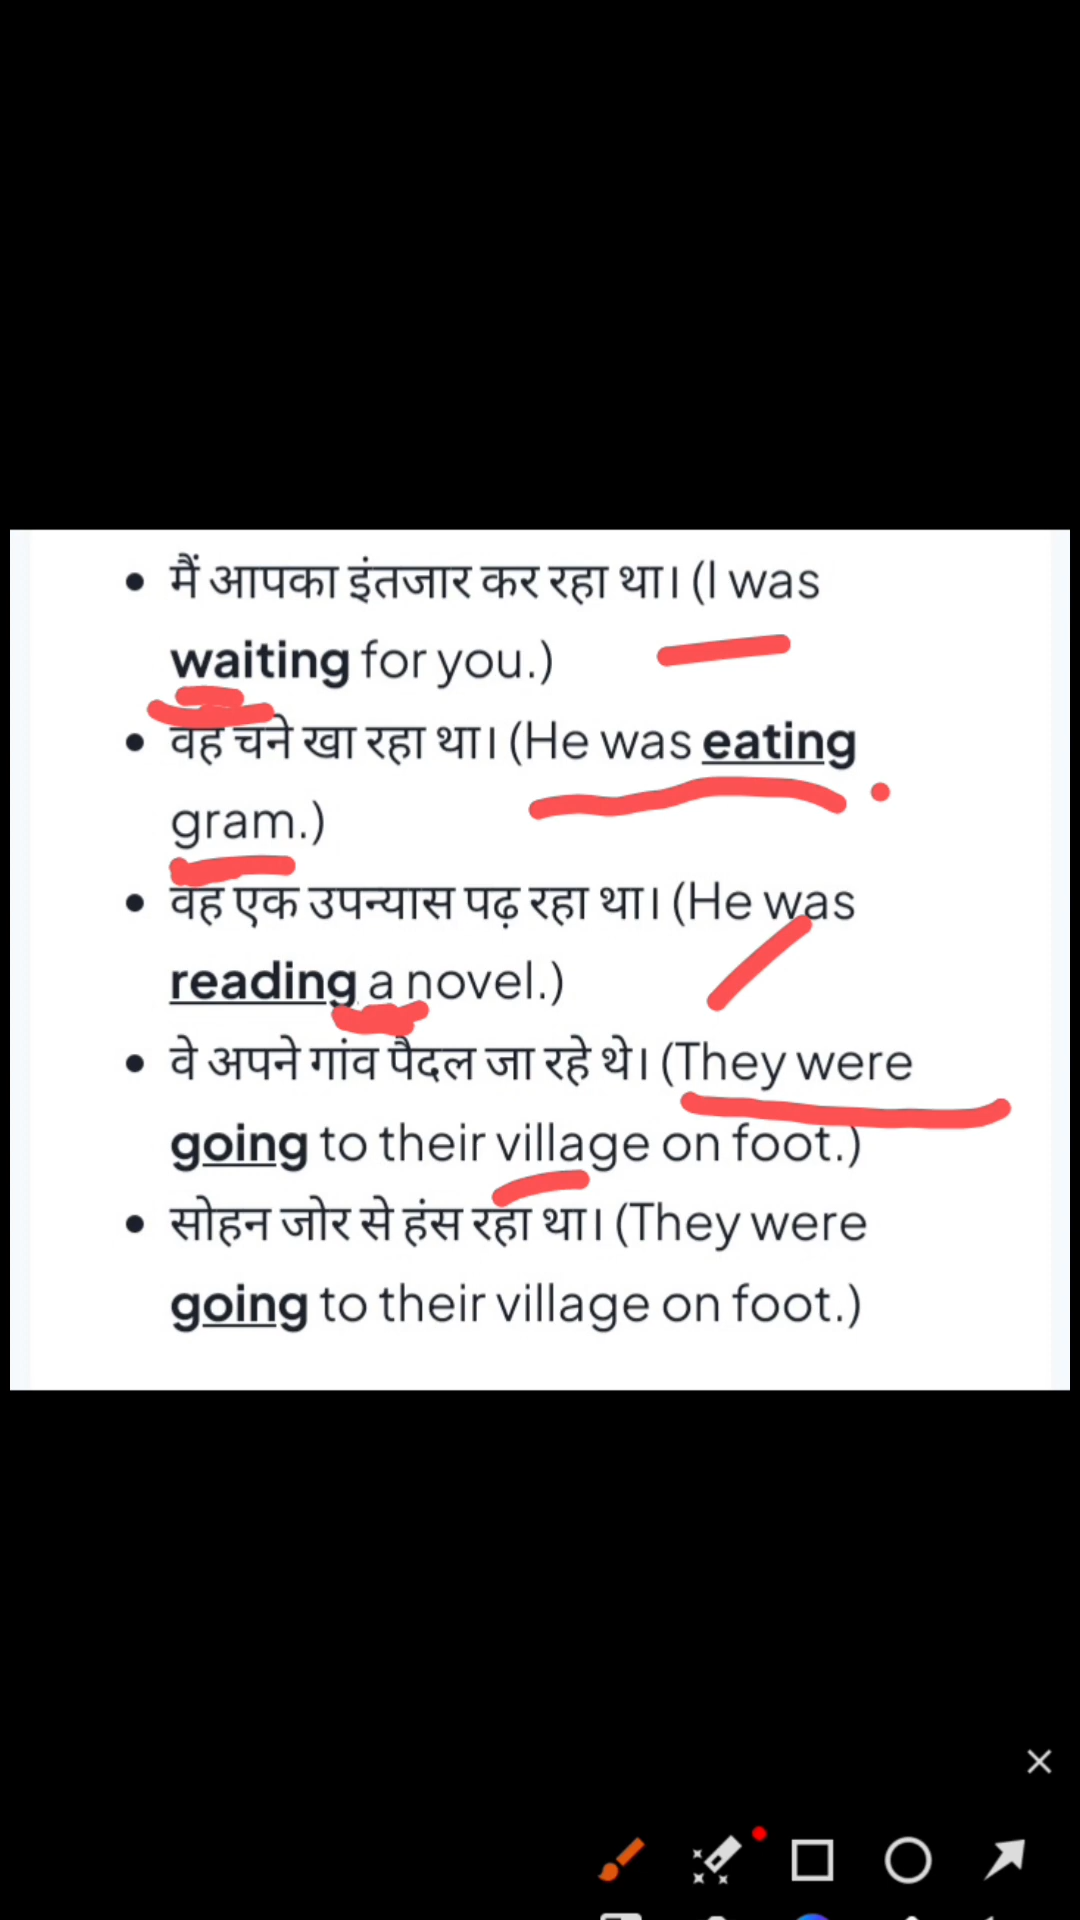 • मैं आपका इंतजार कर रहा था। (I was
waiting for you.)
• वह चने खा रहा था। (He was eating
gram.)
• वह एक उपन्यास पढ़ रहा था। (He was
reading a novel.)
• वे अपने गांव पैदल जा रहे थे। (They were
going to their village on foot.)
• सोहन जोर से हंस रहा था। (They were
going to their village on foot.)